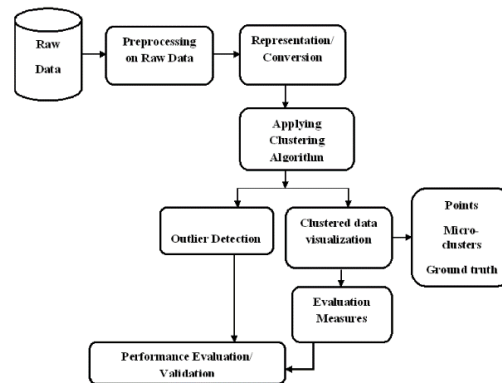 Raw
Data
Preprocessing
on Raw Data
Representation/
Conversion
Applying
Clustering
Algorithm
Outlier Detection
Clustered data
visualization
Points
Micro-
clusters
Ground truth
Evaluation
Measures
Performance Evaluation/
Validation